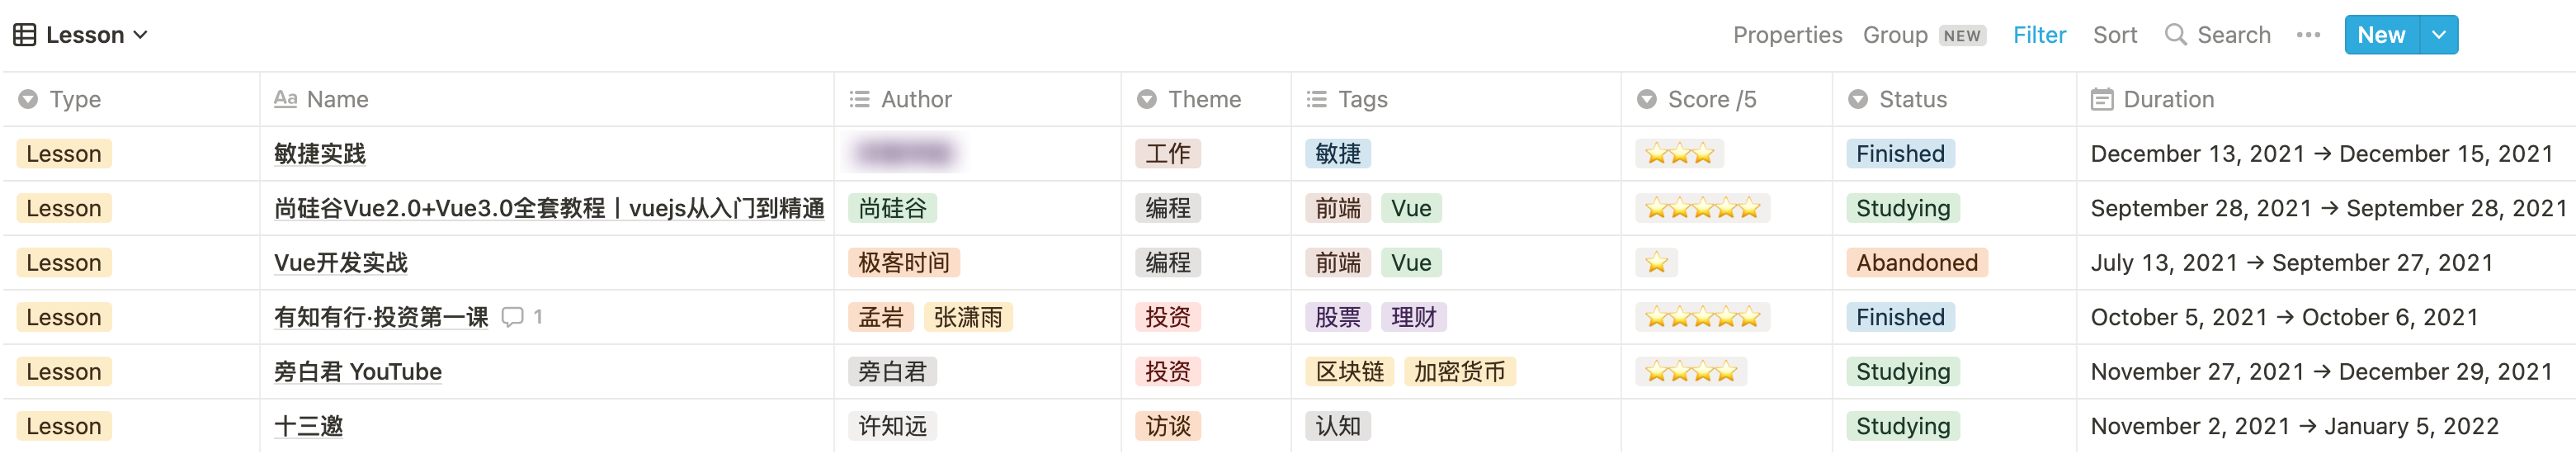 Lesson Properties Group NEW Filter Sort Search New
Type Name Author Theme Tags Score /5 Status Duration
Lesson 敏捷实践 工作 敏捷 ⭐⭐⭐ Finished December 13, 2021 → December 15, 2021
Lesson 尚硅谷Vue2.0+Vue3.0全套教程丨vuejs从入门到精通 尚硅谷 编程 前端 Vue ⭐⭐⭐⭐⭐ Studying September 28, 2021 → September 28, 2021
Lesson Vue开发实战 极客时间 编程 前端 Vue ⭐ Abandoned July 13, 2021 → September 27, 2021
Lesson 有知有行·投资第一课 1 孟岩 张潇雨 投资 股票 理财 ⭐⭐⭐⭐⭐ Finished October 5, 2021 → October 6, 2021
Lesson 旁白君 YouTube 旁白君 投资 区块链 加密货币 ⭐⭐⭐⭐ Studying November 27, 2021 → December 29, 2021
Lesson 十三邀 许知远 访谈 认知 Studying November 2, 2021 → January 5, 2022